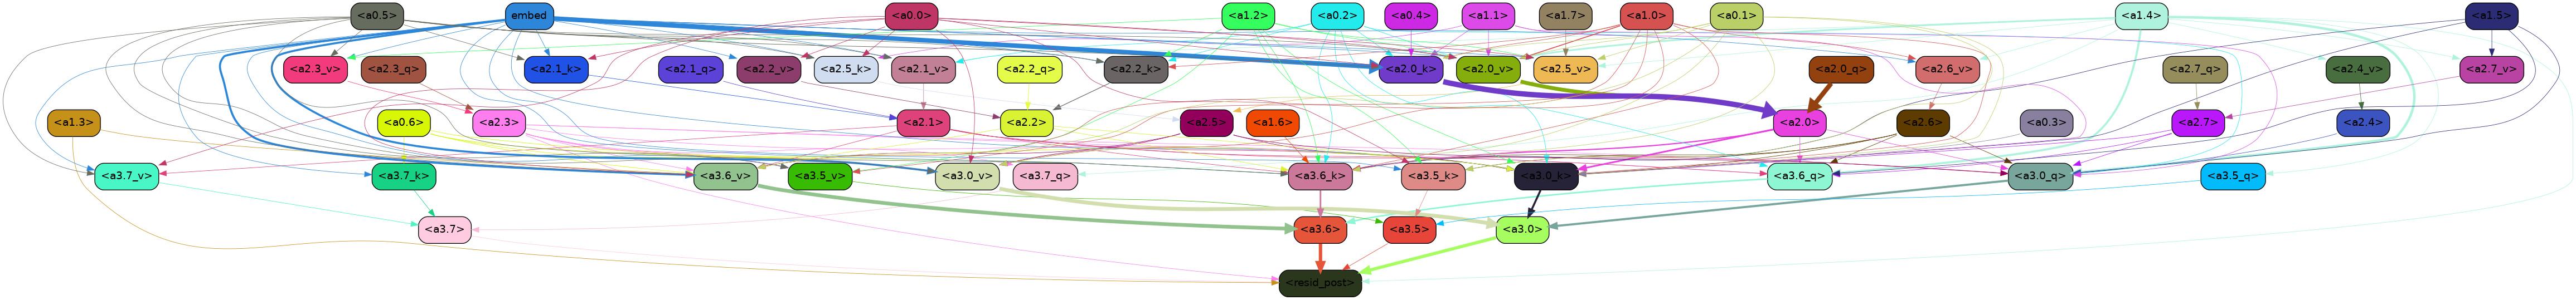 <a0.5> embed <a0.0> <a1.2> <a0.2> <a0.4> <a1.1> <a1.7> <a1.0> <a0.1> <a1.4> <a1.5>
<a2.3_v> <a2.3_q> <a2.1_k> <a2.1_q> <a2.2_v> <a2.5_k> <a2.1_v> <a2.2_q> <a2.2_k> <a2.0_k> <a2.0_v> <a2.5_v> <a2.0_q> <a2.6_v> <a2.7_q> <a2.4_v> <a2.7_v>
<a1.3> <a0.6> <a2.3> <a2.1> <a2.2> <a2.5> <a1.6> <a2.0> <a2.6> <a0.3> <a2.7> <a2.4>
<a3.7_v> <a3.7_k> <a3.6_v> <a3.5_v> <a3.0_v> <a3.7_q> <a3.6_k> <a3.5_k> <a3.0_k> <a3.6_q> <a3.0_q> <a3.5_q>
<a3.7> <a3.6> <a3.5> <a3.0>
<resid_post>